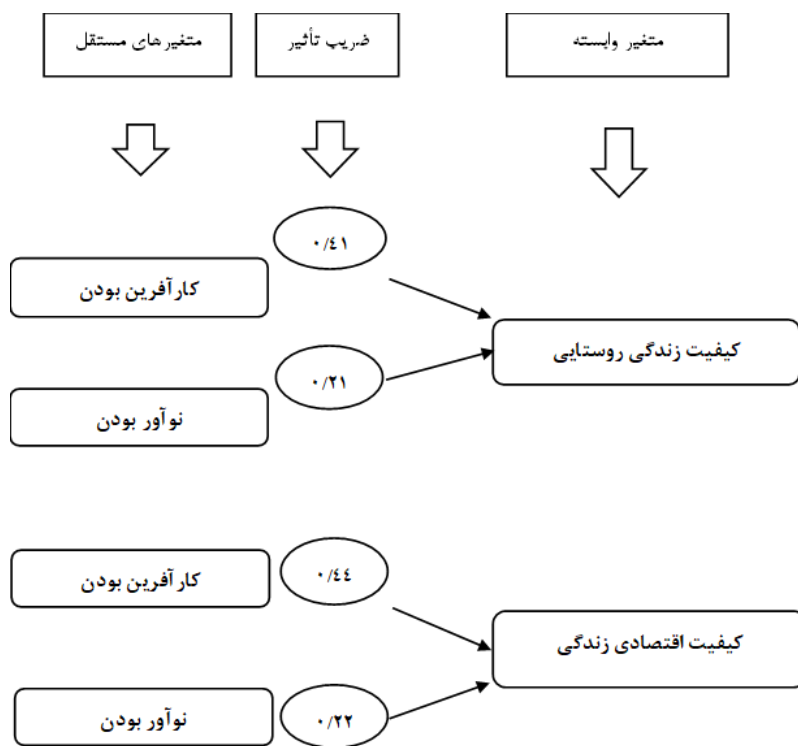 متغیر وابسته
ضریب تأثیر
متغیرهای مستقل
۰/٤١
کارآفرین بودن
کیفیت زندگی روستایی
۰/۲۱
نوآور بودن
کارآفرین بودن
۰/٤٤
کیفیت اقتصادی زندگی
نوآور بودن
۰/۲۲